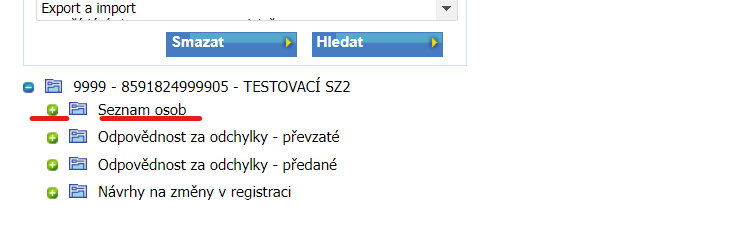 Export a import
Smazat Hledat
9999 - 8591824999905 - TESTOVACÍ SZ2
Seznam osob
Odpovědnost za odchylky - převzaté
Odpovědnost za odchylky - předané
Návrhy na změny v registraci